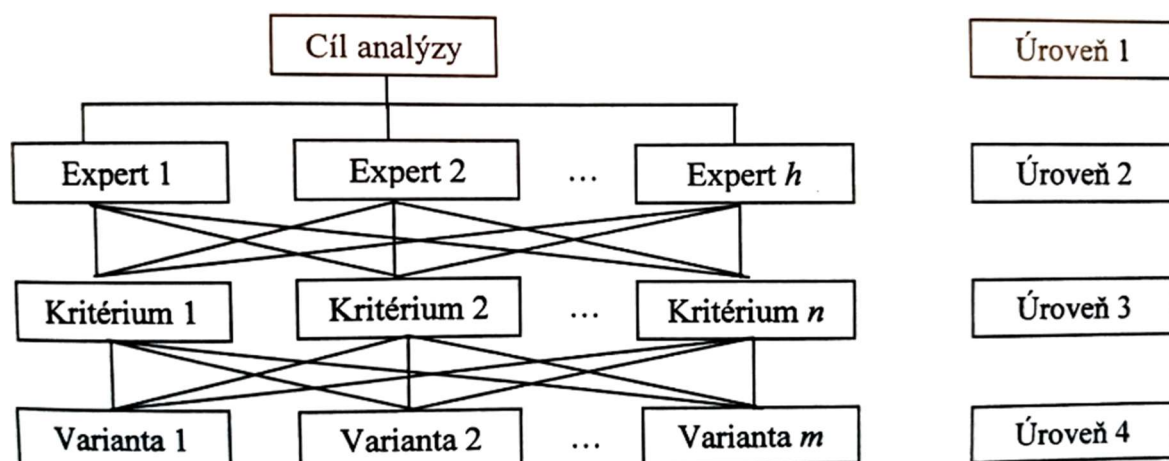 Cíl analýzy Úroveň 1
Expert 1 Expert 2 … Expert h Úroveň 2
Kritérium 1 Kritérium 2 … Kritérium n Úroveň 3
Varianta 1 Varianta 2 … Varianta m Úroveň 4